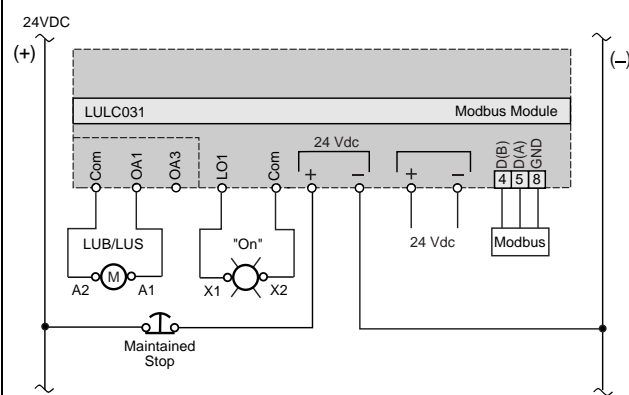 24VDC
(+)
(–)
LULC031 Modbus Module
24 Vdc
Com
OA1
OA3
LO1
Com
+
–
+
–
D(B)
D(A)
GND
4 5 8
LUB/LUS
"On"
24 Vdc
Modbus
M
A2 A1
X1 X2
Maintained
Stop